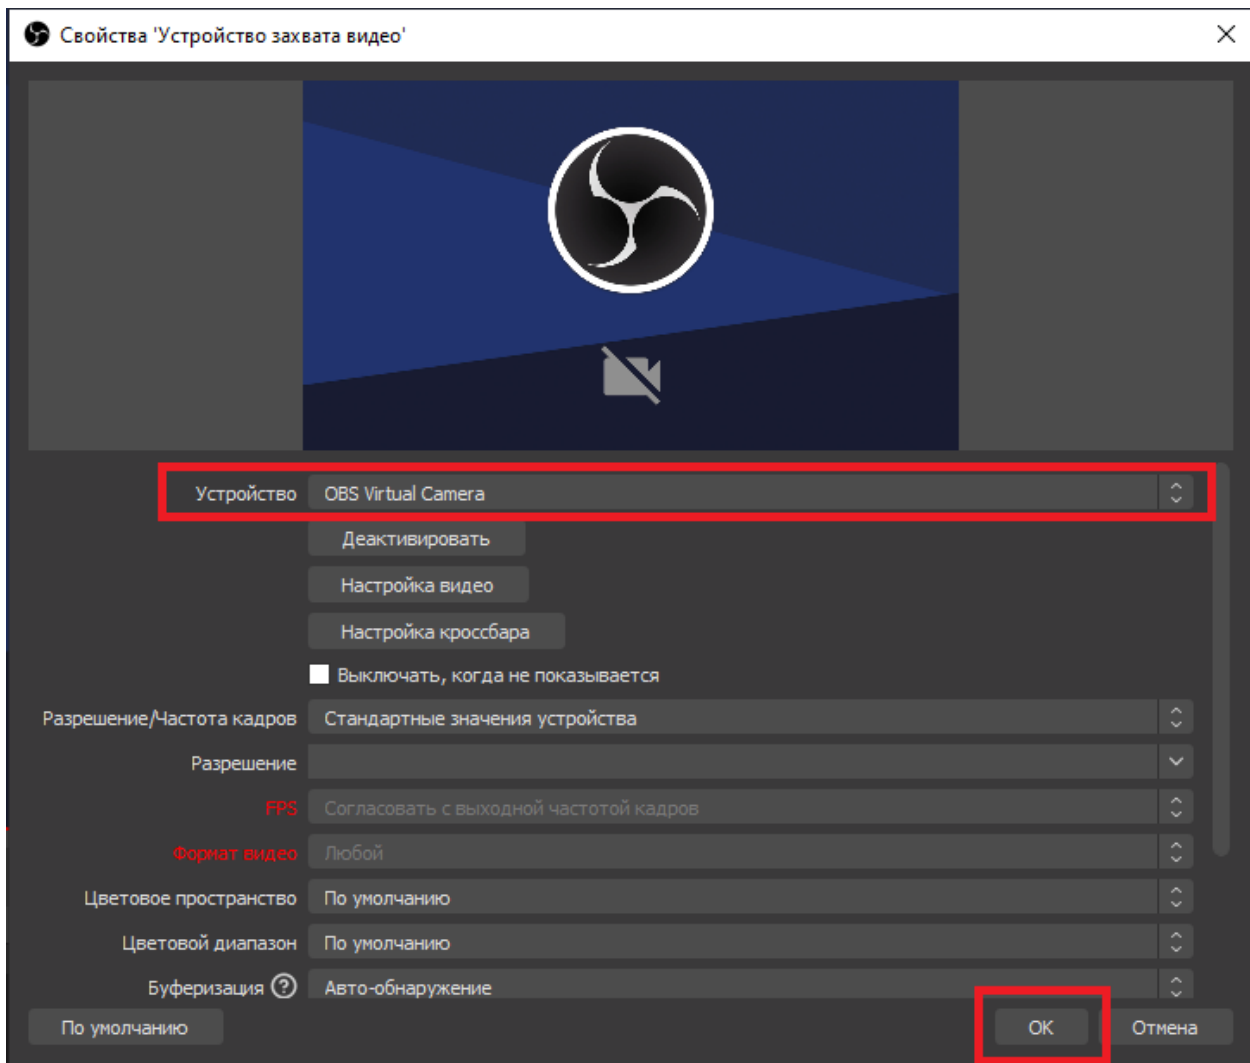 Свойства 'Устройство захвата видео'
Устройство OBS Virtual Camera
Деактивировать
Настройка видео
Настройка кроссбара
Выключать, когда не показывается
Разрешение/Частота кадров Стандартные значения устройства
Разрешение
FPS Согласовать с выходной частотой кадров
Формат видео Любой
Цветовое пространство По умолчанию
Цветовой диапазон По умолчанию
Буферизация ? Авто-обнаружение
По умолчанию OK Отмена